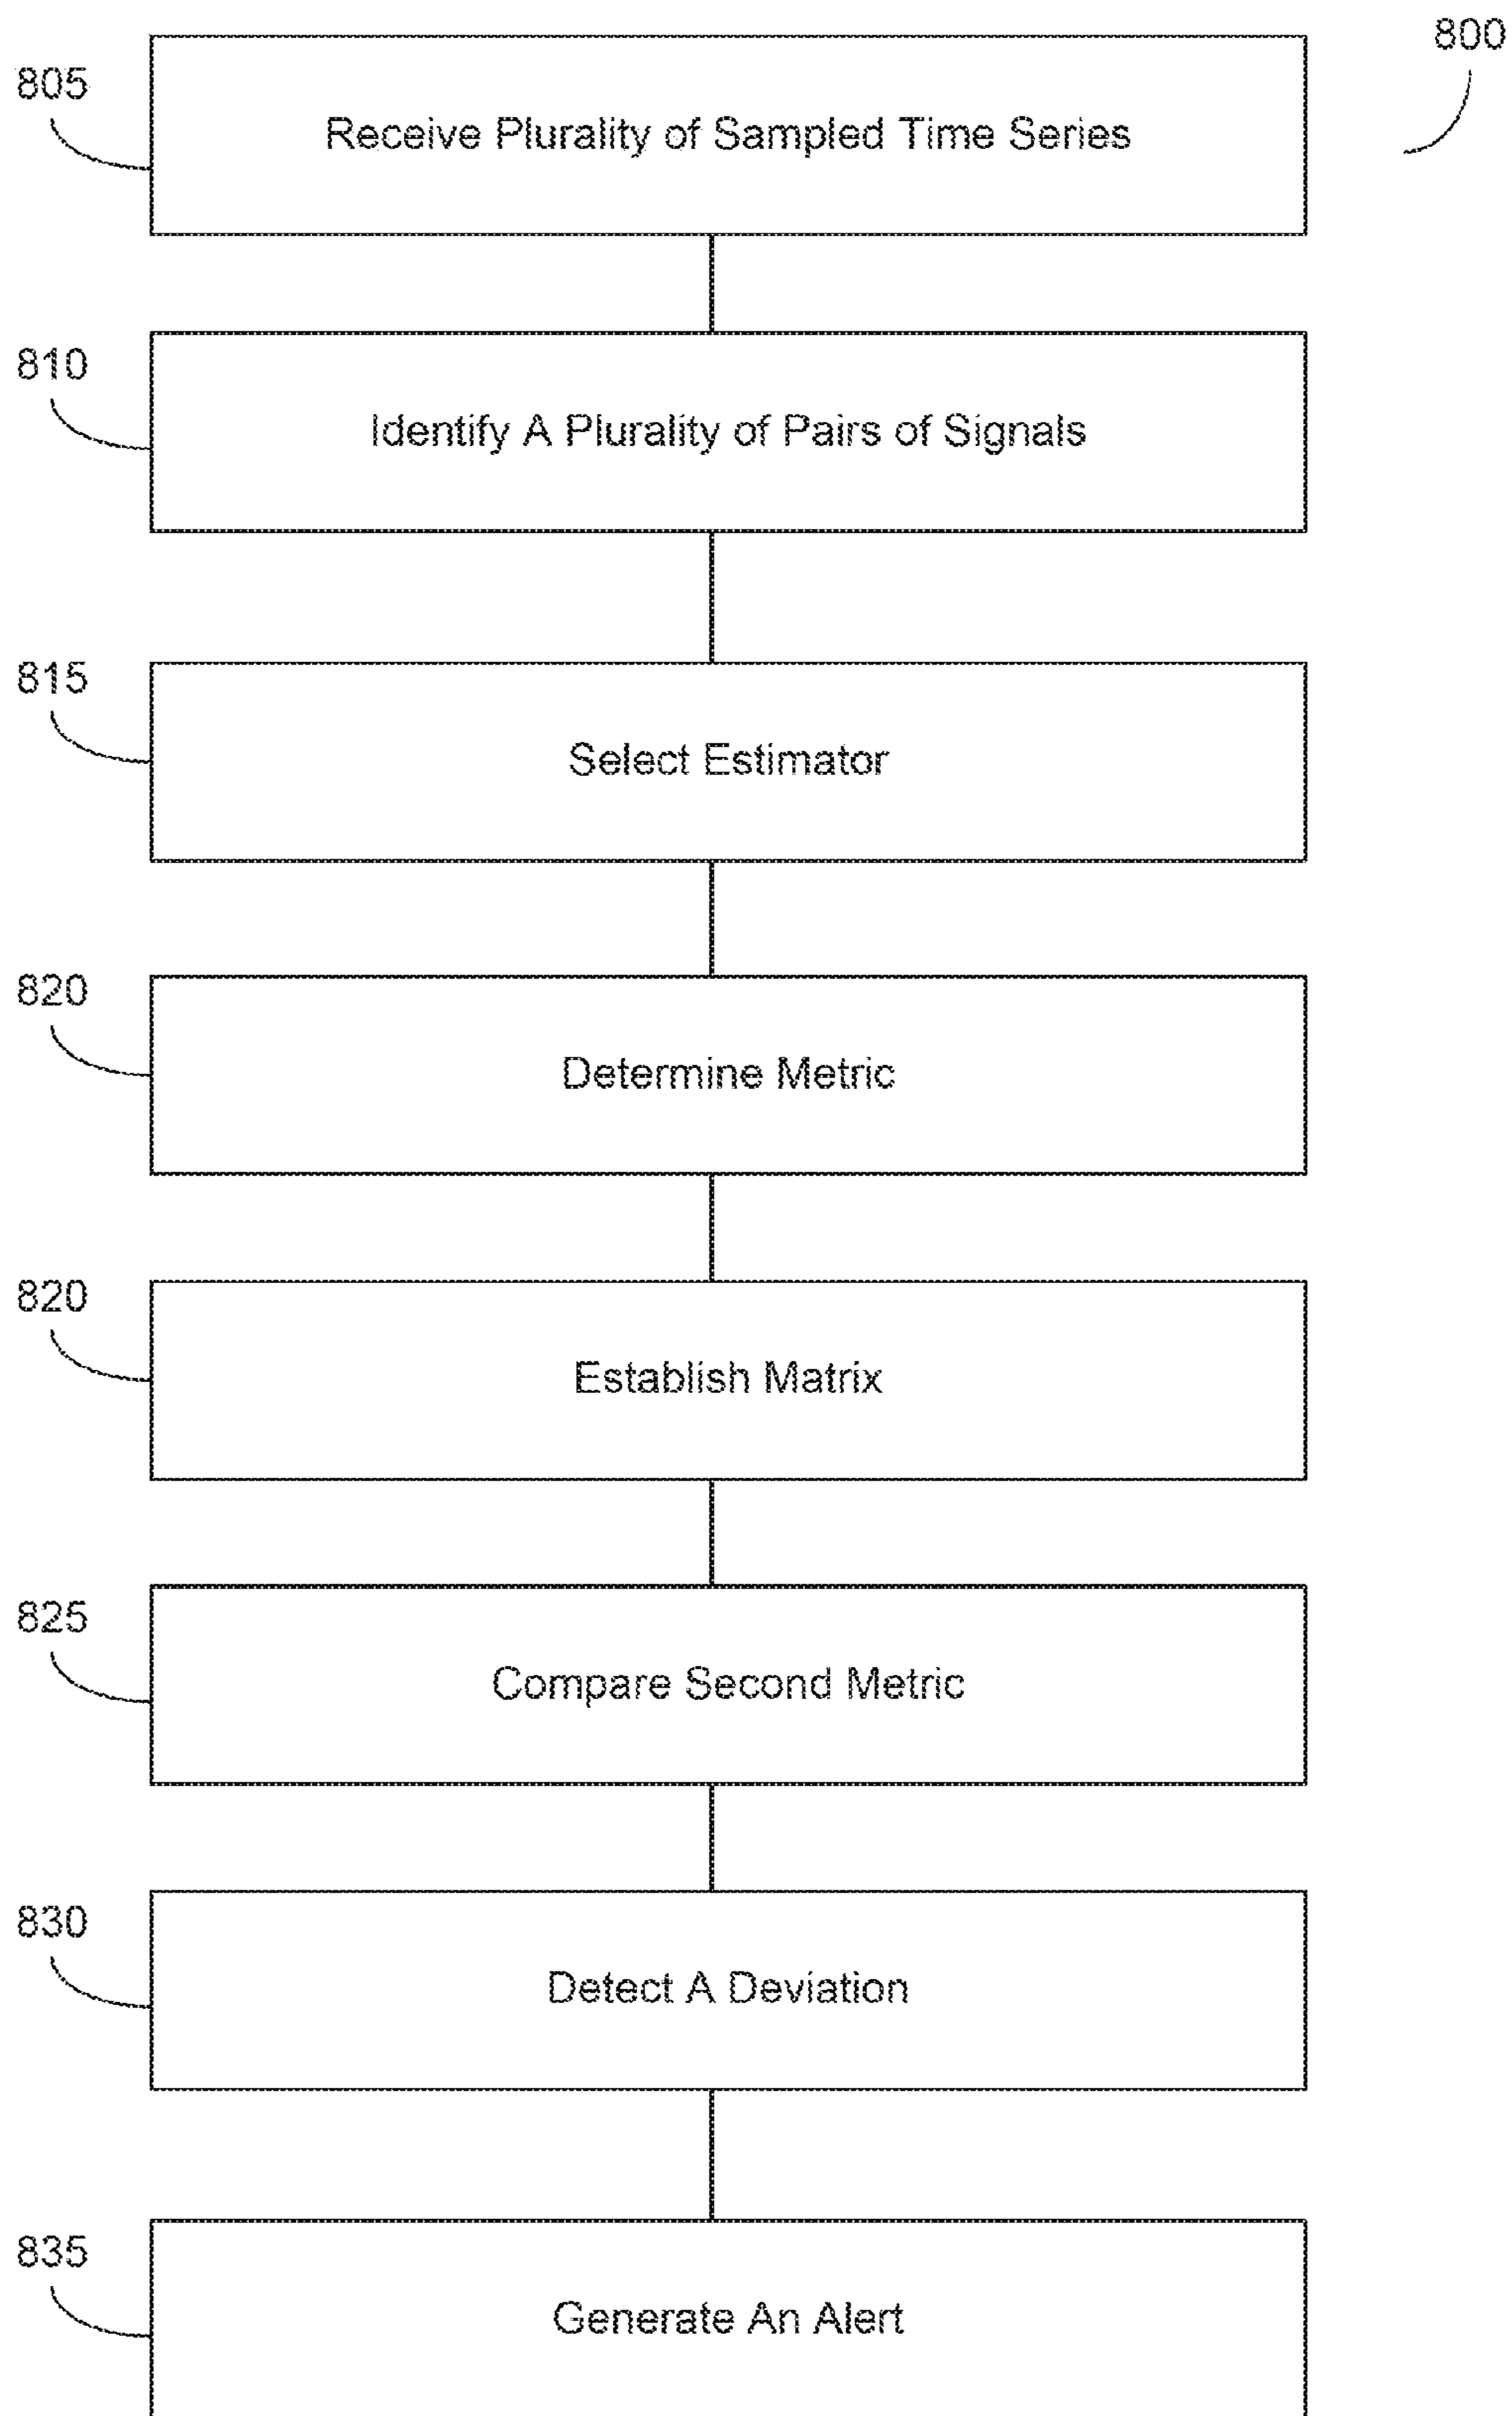 800
805
Receive Plurality of Sampled Time Series
810
Identify A Plurality of Pairs of Signals
815
Select Estimator
820
Determine Metric
820
Establish Matrix
825
Compare Second Metric
830
Detect A Deviation
835
Generate An Alert